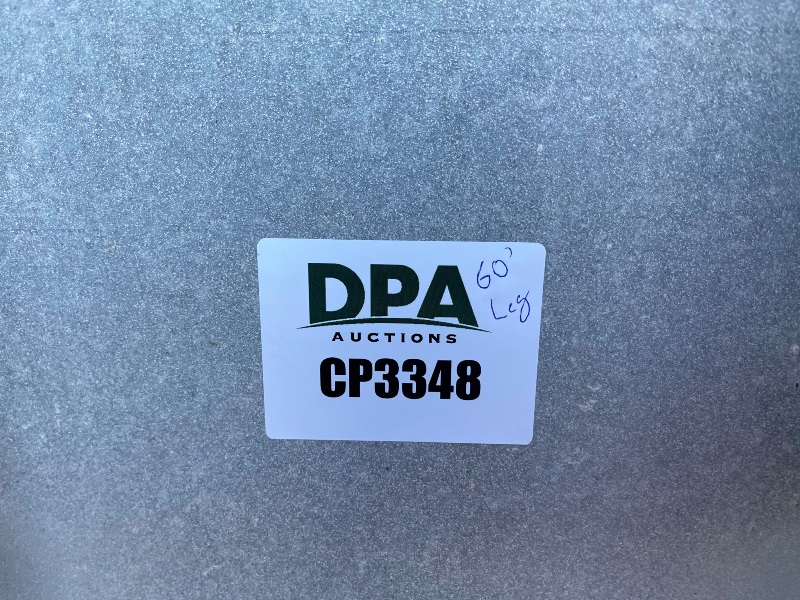 DPA
AUCTIONS
CP3348
60'
Leg